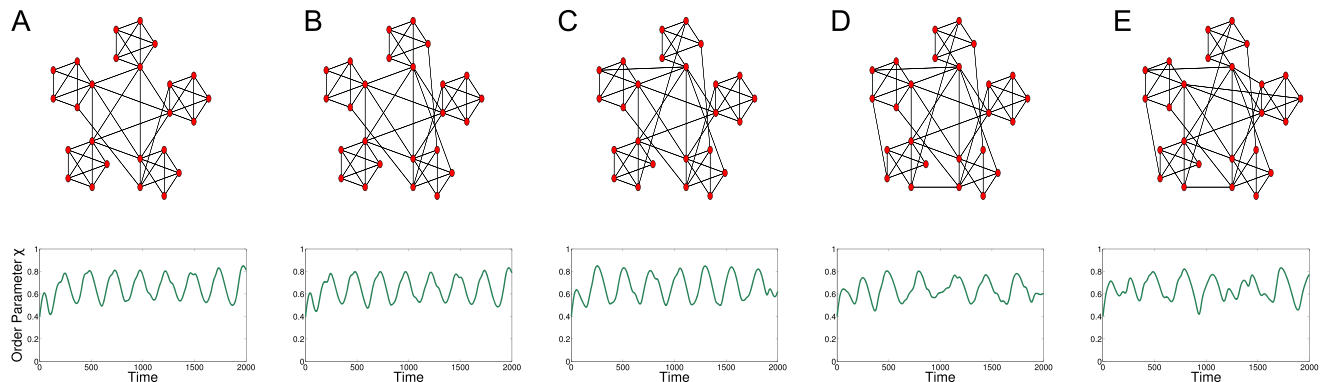 A B C D E
Order Parameter χ
1 1 1 1 1
0.8 0.8 0.8 0.8 0.8
0.6 0.6 0.6 0.6 0.6
0.4 0.4 0.4 0.4 0.4
0.2 0.2 0.2 0.2 0.2
0 0 0 0 0
0 500 1000 1500 2000 0 500 1000 1500 2000 0 500 1000 1500 2000 0 500 1000 1500 2000 0 500 1000 1500 2000
Time Time Time Time Time